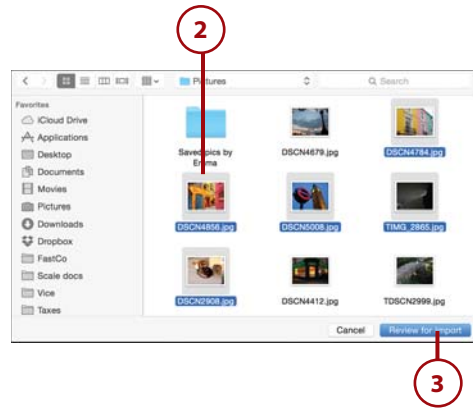 2
Pictures
Search
Favorites
iCloud Drive
Applications
Desktop
Documents
Movies
Pictures
Downloads
Dropbox
FastCo
Scale docs
Vice
Taxes
Saved pics by
Emma
DSCN4679.jpg
DSCN4784.jpg
DSCN4856.jpg
DSCN5008.jpg
TIMG_2865.jpg
DSCN2908.jpg
DSCN4412.jpg
TDSCN2999.jpg
Cancel
Review for Import
3